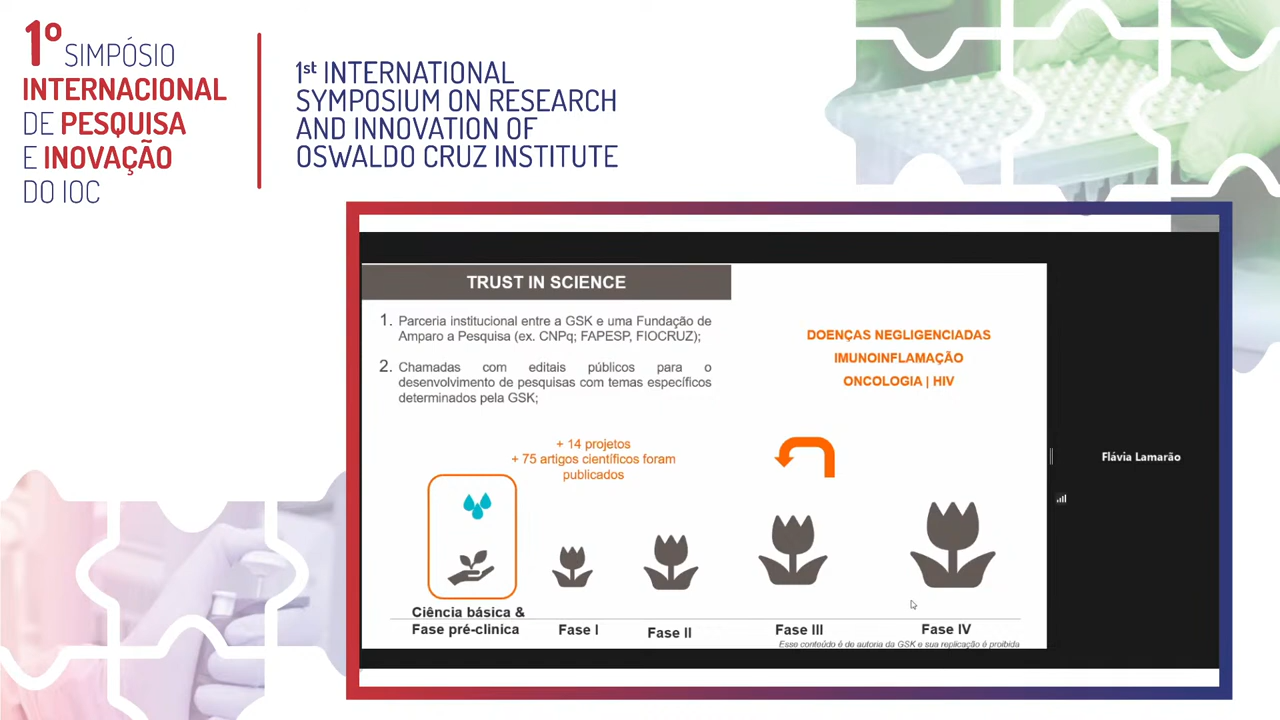 1º SIMPÓSIO
INTERNACIONAL
DE PESQUISA
E INOVAÇÃO
DO IOC
1st INTERNATIONAL
SYMPOSIUM ON RESEARCH
AND INNOVATION OF
OSWALDO CRUZ INSTITUTE
TRUST IN SCIENCE
1. Parceria institucional entre a GSK e uma Fundação de
Amparo a Pesquisa (ex. CNPq; FAPESP, FIOCRUZ);
2. Chamadas com editais públicos para o
desenvolvimento de pesquisas com temas específicos
determinados pela GSK;
DOENÇAS NEGLIGENCIADAS
IMUNOINFLAMAÇÃO
ONCOLOGIA | HIV
+ 14 projetos
+ 75 artigos científicos foram
publicados
Ciência básica &
Fase pré-clinica
Fase I
Fase II
Fase III
Fase IV
Esse conteúdo é de autoria da GSK e sua replicação é proibida
Flávia Lamarão